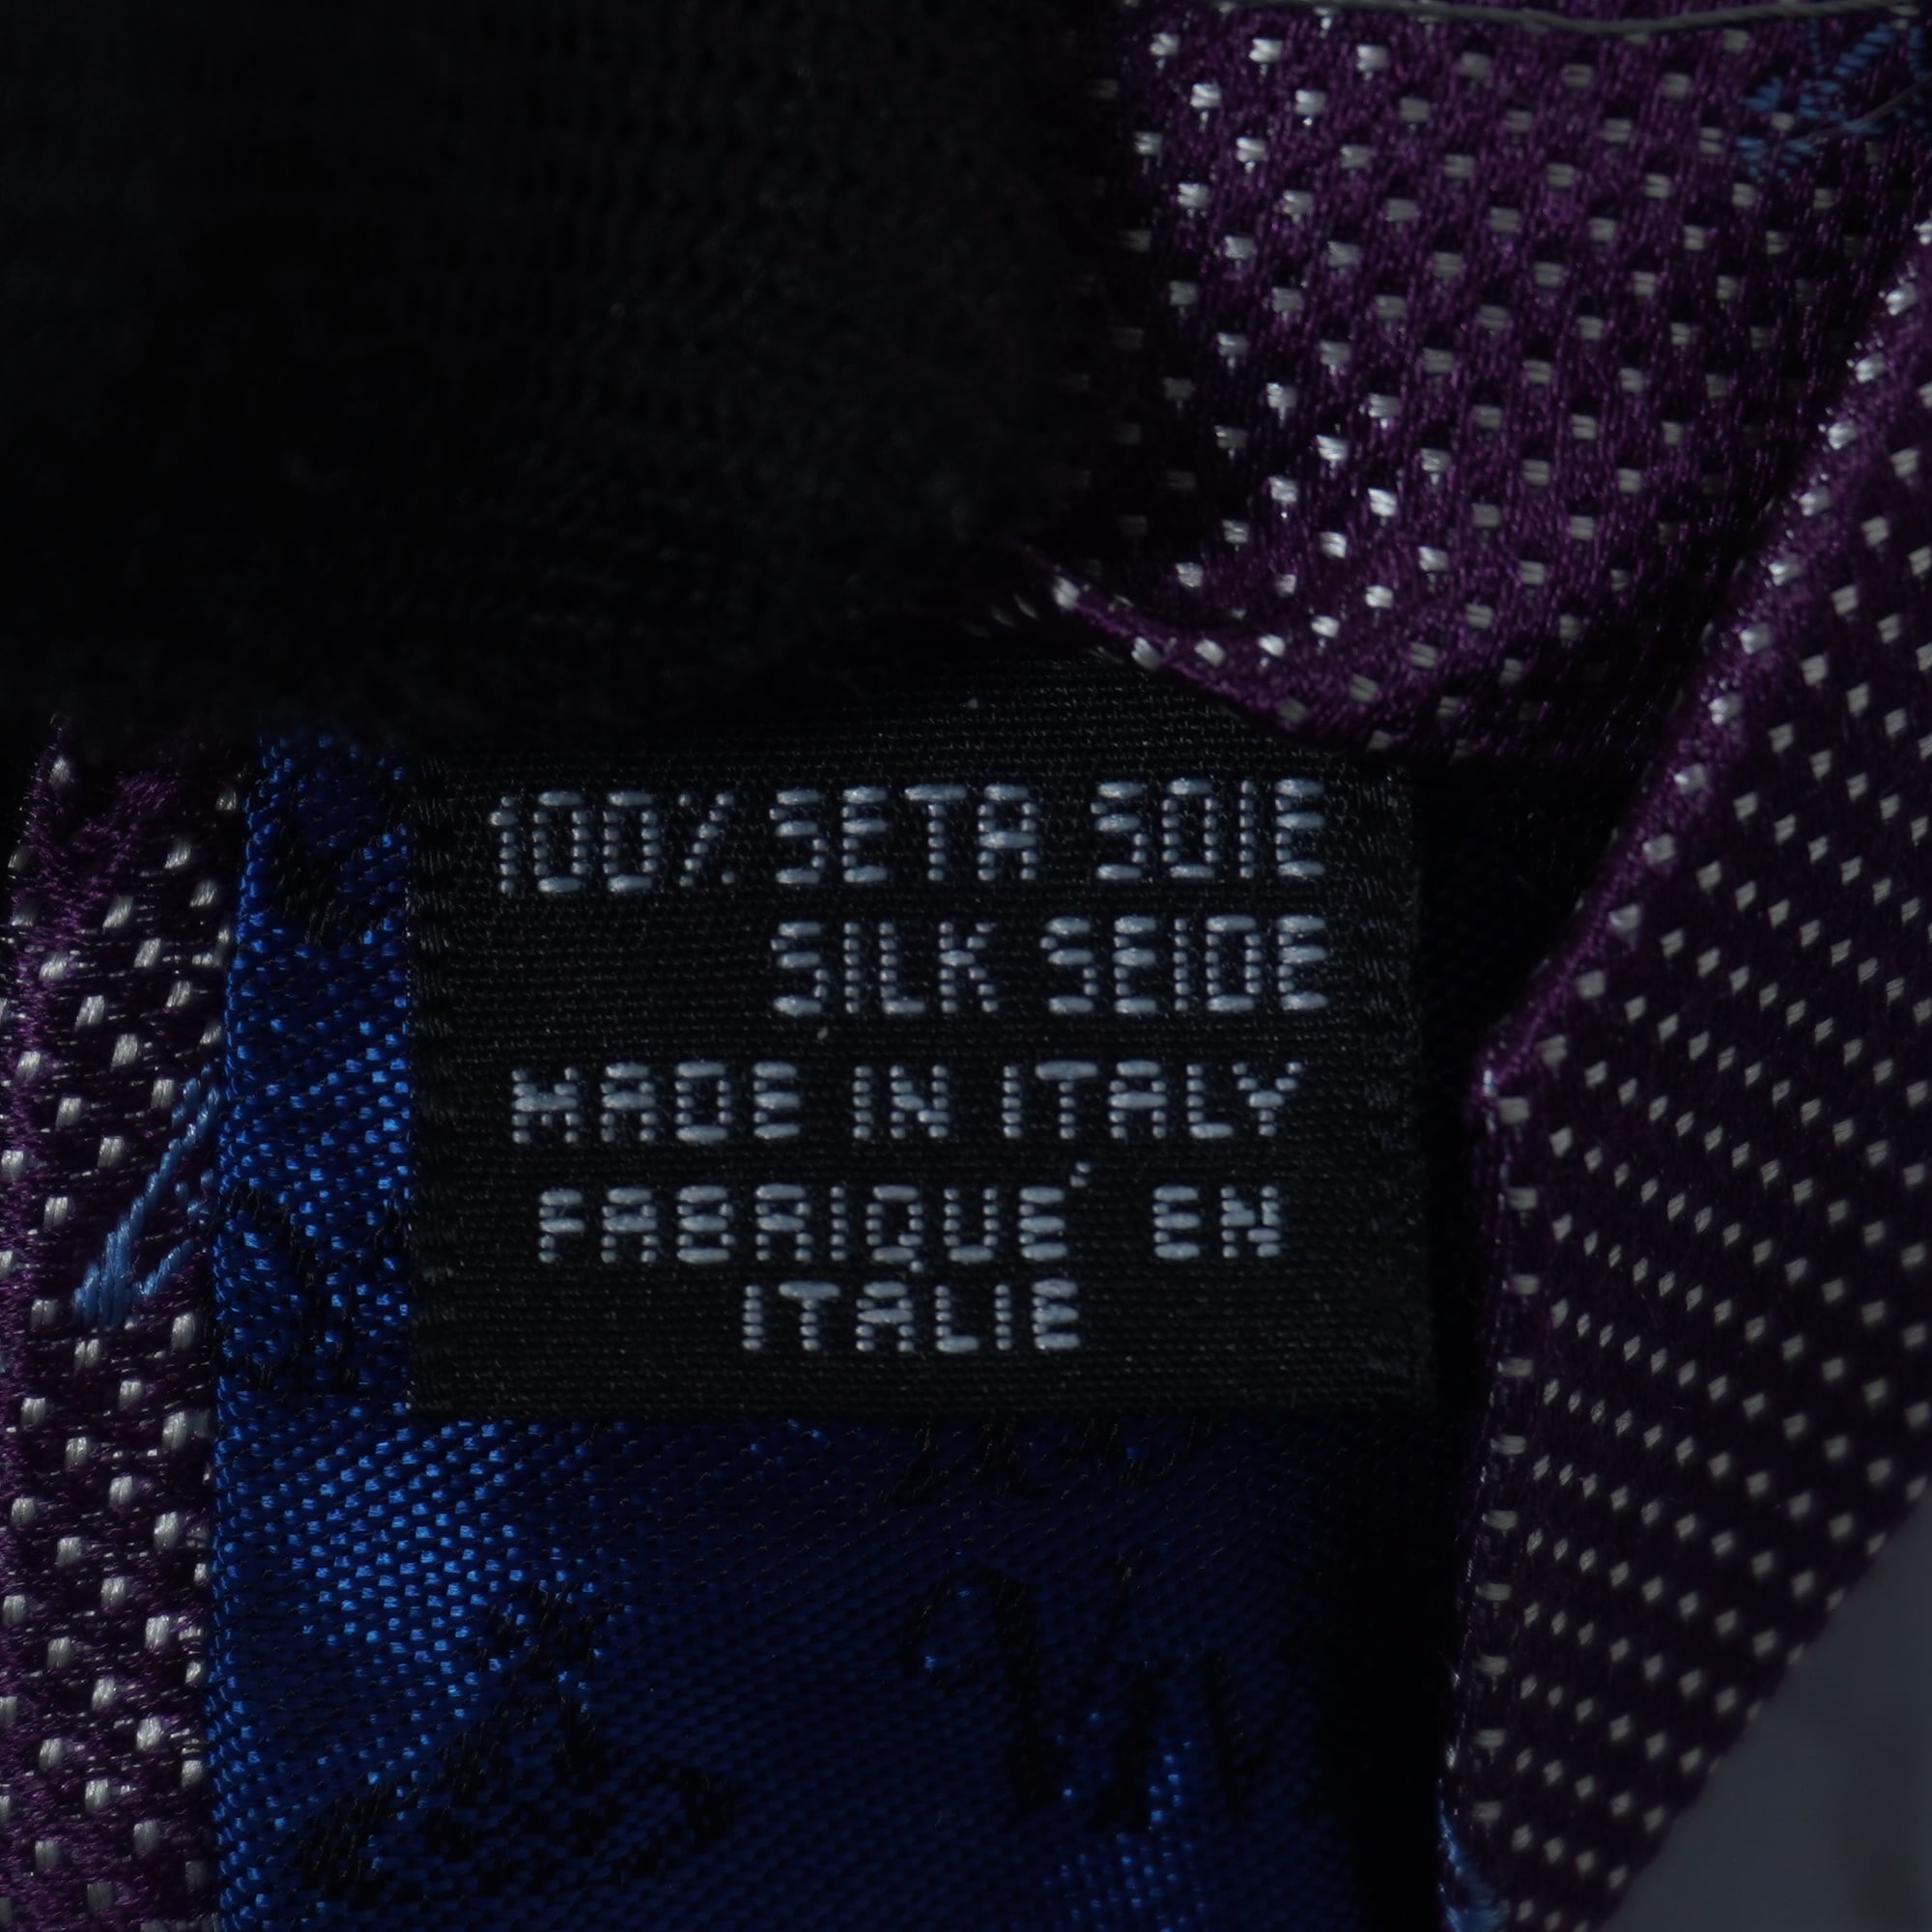 100% SETA SOIE
SILK SEIDE
MADE IN ITALY
FABRIQUÉ EN
ITALIE